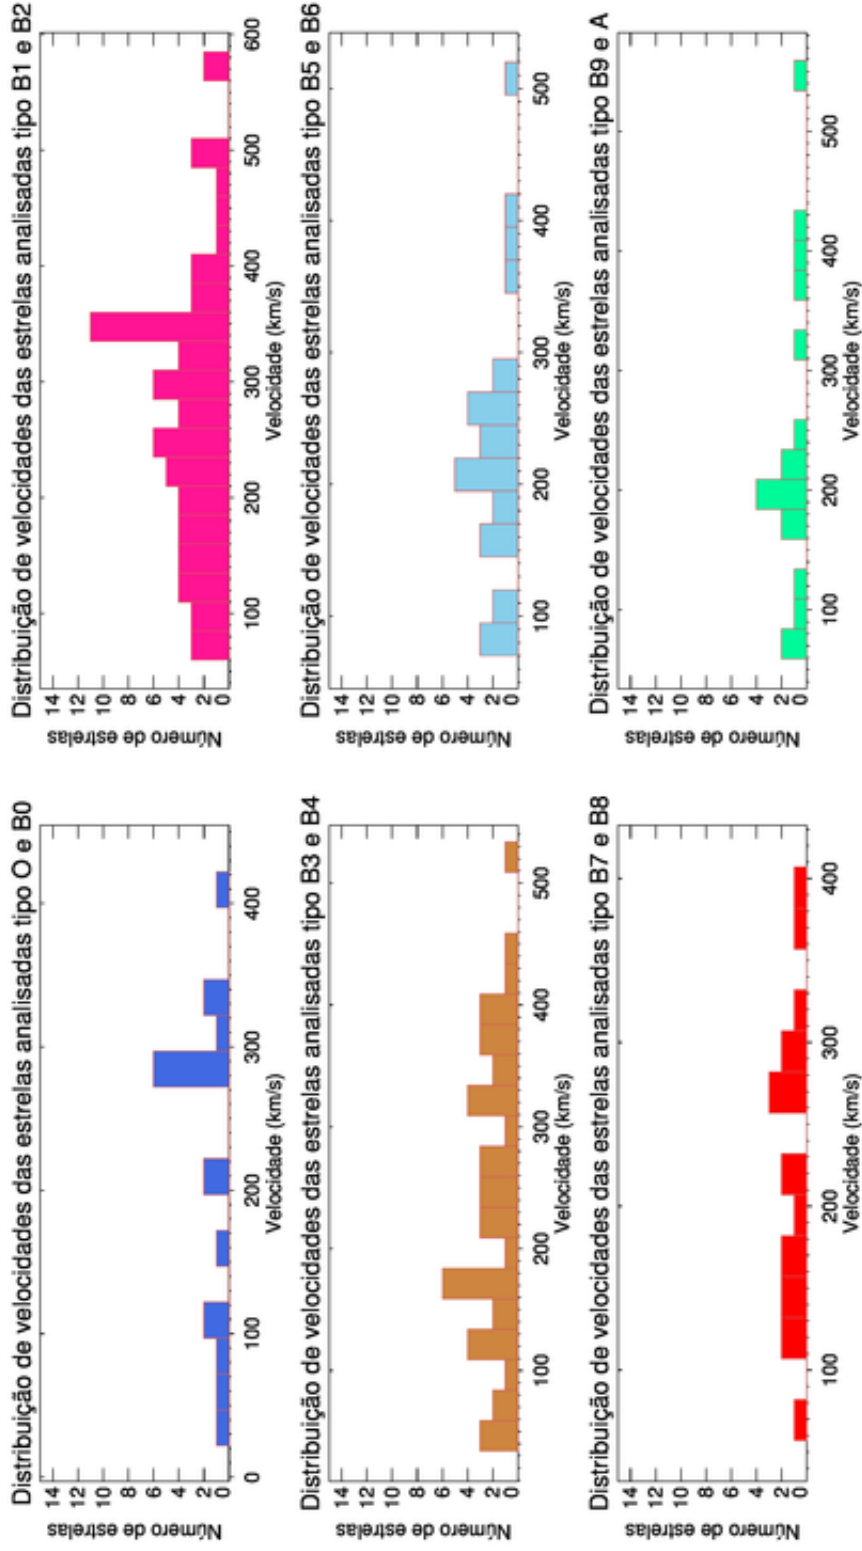 Distribuição de velocidades das estrelas analisadas tipo O e B0
Número de estrelas
14
12
10
8
6
4
2
0
0 100 200 300 400
Velocidade (km/s)
Distribuição de velocidades das estrelas analisadas tipo B1 e B2
Número de estrelas
14
12
10
8
6
4
2
0
100 200 300 400 500 600
Velocidade (km/s)
Distribuição de velocidades das estrelas analisadas tipo B3 e B4
Número de estrelas
14
12
10
8
6
4
2
0
100 200 300 400 500
Velocidade (km/s)
Distribuição de velocidades das estrelas analisadas tipo B5 e B6
Número de estrelas
14
12
10
8
6
4
2
0
100 200 300 400 500
Velocidade (km/s)
Distribuição de velocidades das estrelas analisadas tipo B7 e B8
Número de estrelas
14
12
10
8
6
4
2
0
100 200 300 400
Velocidade (km/s)
Distribuição de velocidades das estrelas analisadas tipo B9 e A
Número de estrelas
14
12
10
8
6
4
2
0
100 200 300 400 500
Velocidade (km/s)